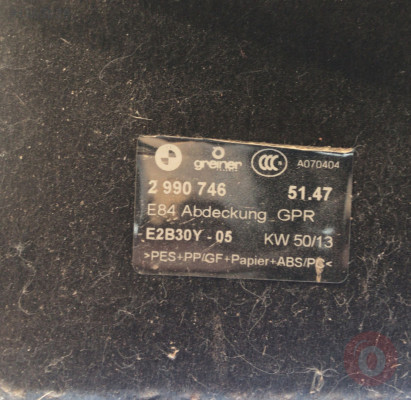 greiner CCC A070404
2 990 746 51.47
E84 Abdeckung GPR
E2B30Y - 05 KW 50/13
>PES+PP/GF+Papier+ABS/PC<